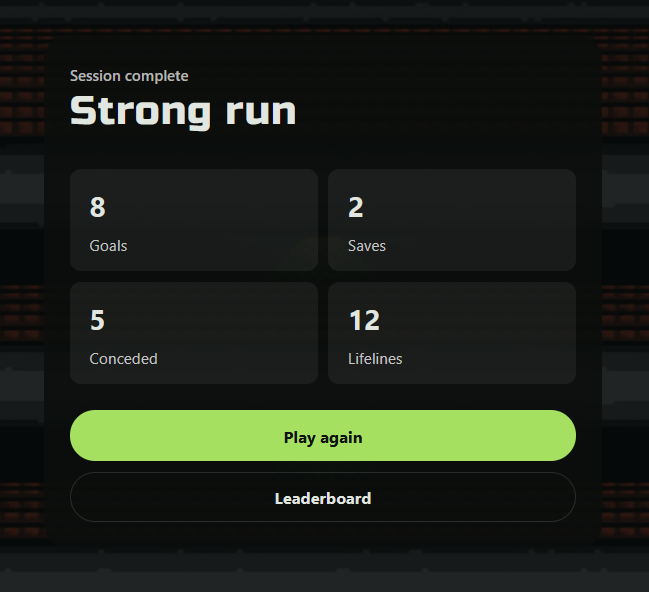 Session complete
Strong run
8
Goals
2
Saves
5
Conceded
12
Lifelines
Play again
Leaderboard